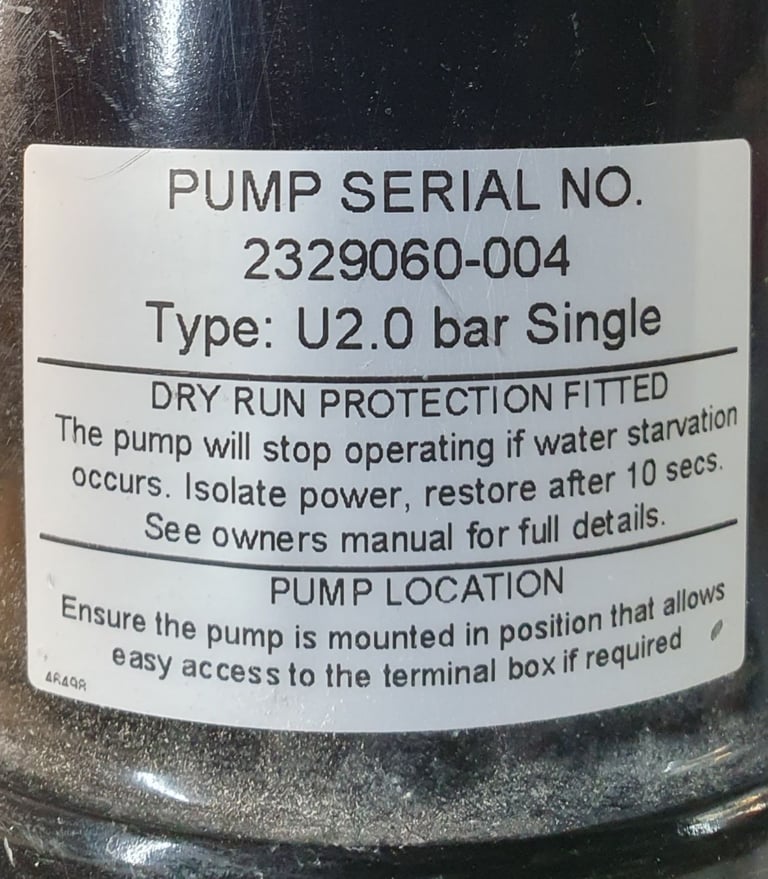 PUMP SERIAL NO.
2329060-004
Type: U2.0 bar Single
DRY RUN PROTECTION FITTED
The pump will stop operating if water starvation
occurs. Isolate power, restore after 10 secs.
See owners manual for full details.
PUMP LOCATION
Ensure the pump is mounted in position that allows
easy access to the terminal box if required
46498